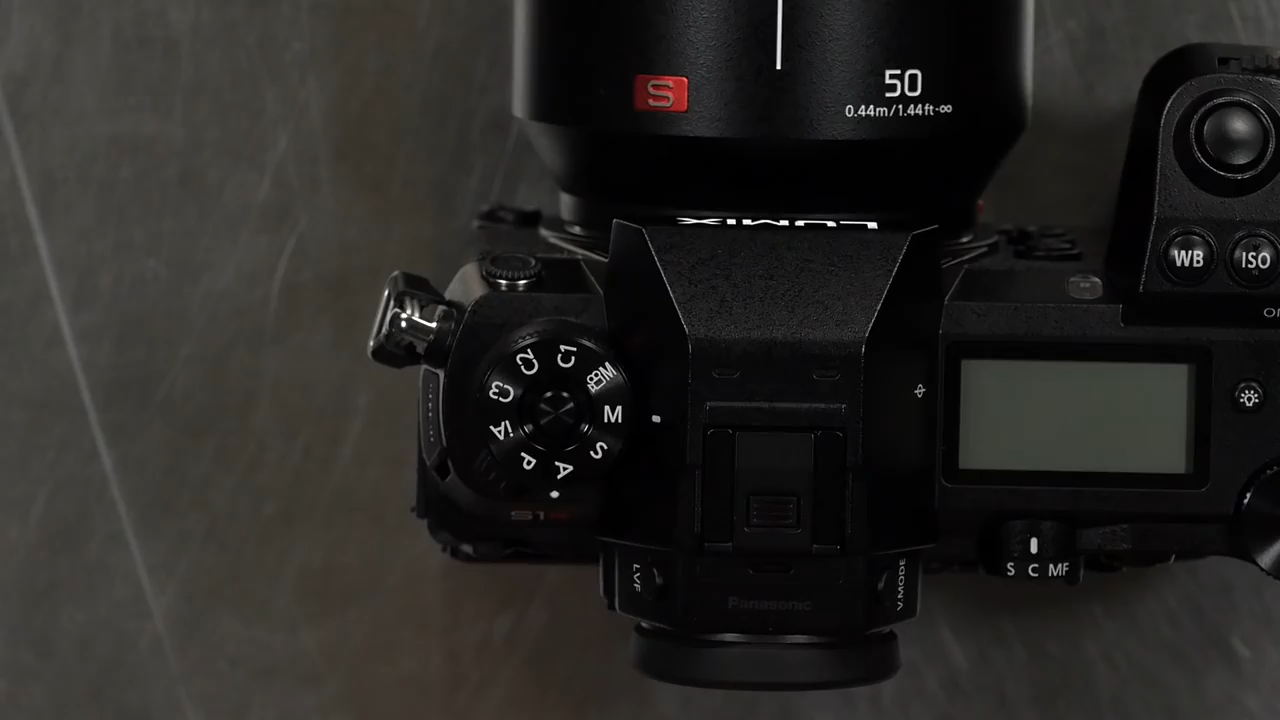 S
50
0.44m/1.44ft-∞
LUMIX
WB
ISO
C1
C2
C3
iA
P
A
S
M
M
S1
LVF
V.MODE
S C MF
Panasonic